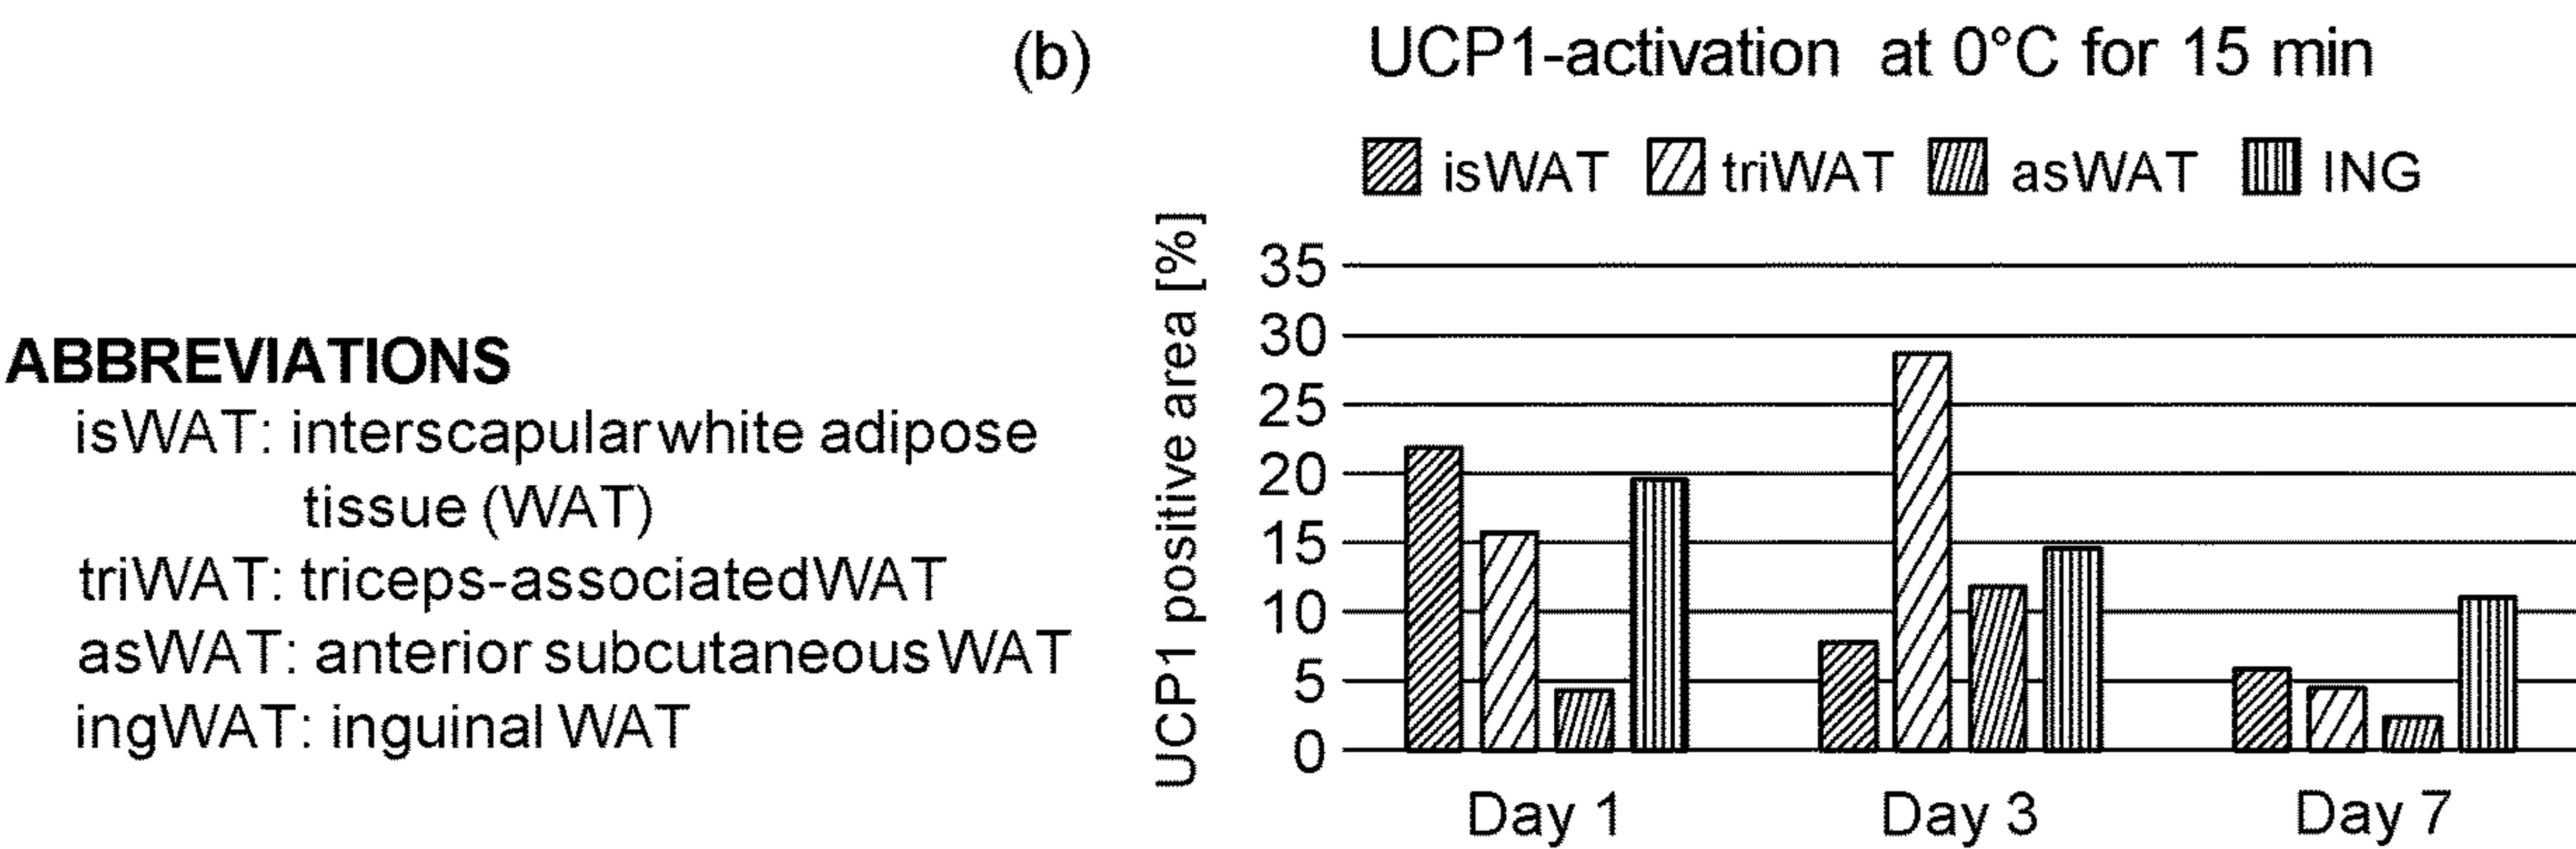 (b)
UCP1-activation at 0°C for 15 min
isWAT triWAT asWAT ING
UCP1 positive area [%]
35
30
25
20
15
10
5
0
Day 1 Day 3 Day 7
ABBREVIATIONS
isWAT: interscapular white adipose
tissue (WAT)
triWAT: triceps-associated WAT
asWAT: anterior subcutaneous WAT
ingWAT: inguinal WAT